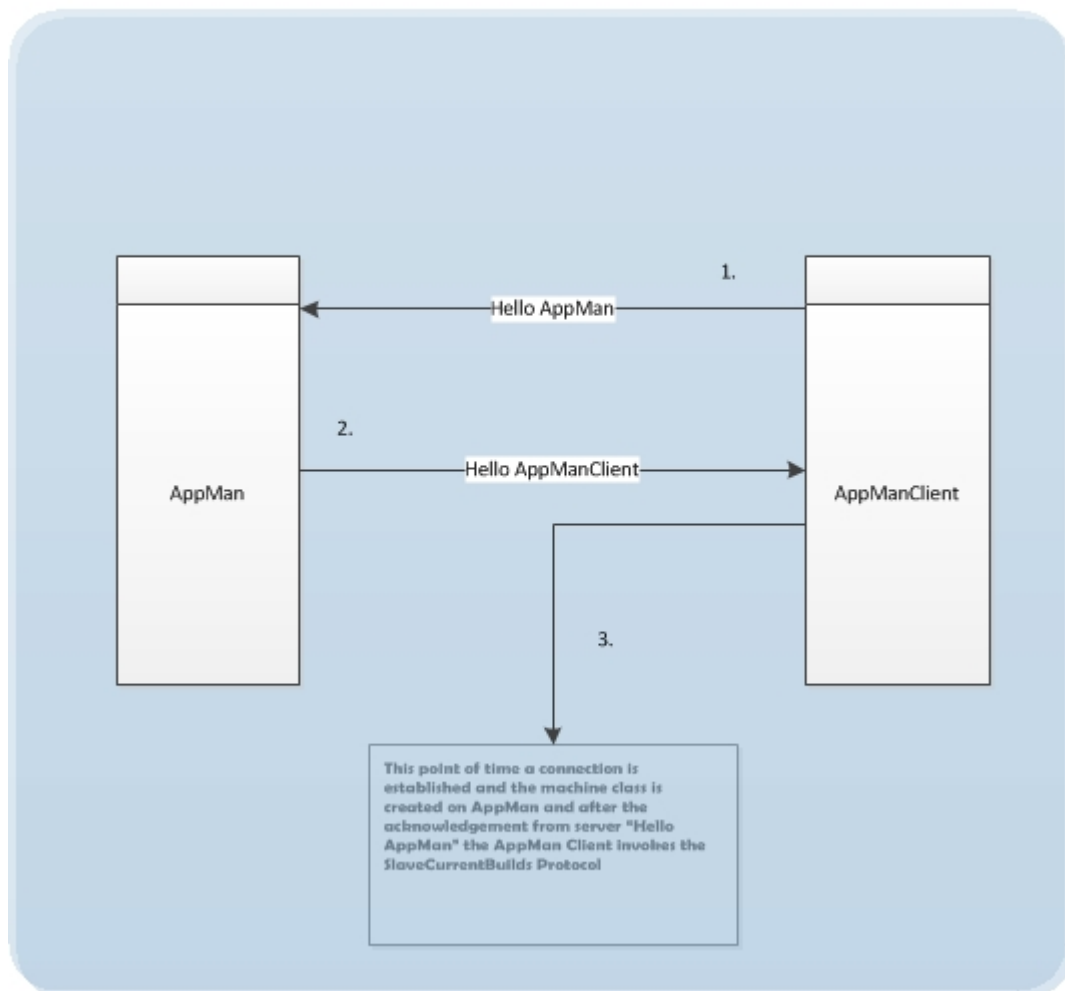 1.
Hello AppMan
2.
Hello AppManClient
AppMan
AppManClient
3.
This point of time a connection is
established and the machine class is
created on AppMan and after the
acknowledgement from server "Hello
AppMan" the AppMan Client invokes the
SlaveCurrentBuilds Protocol